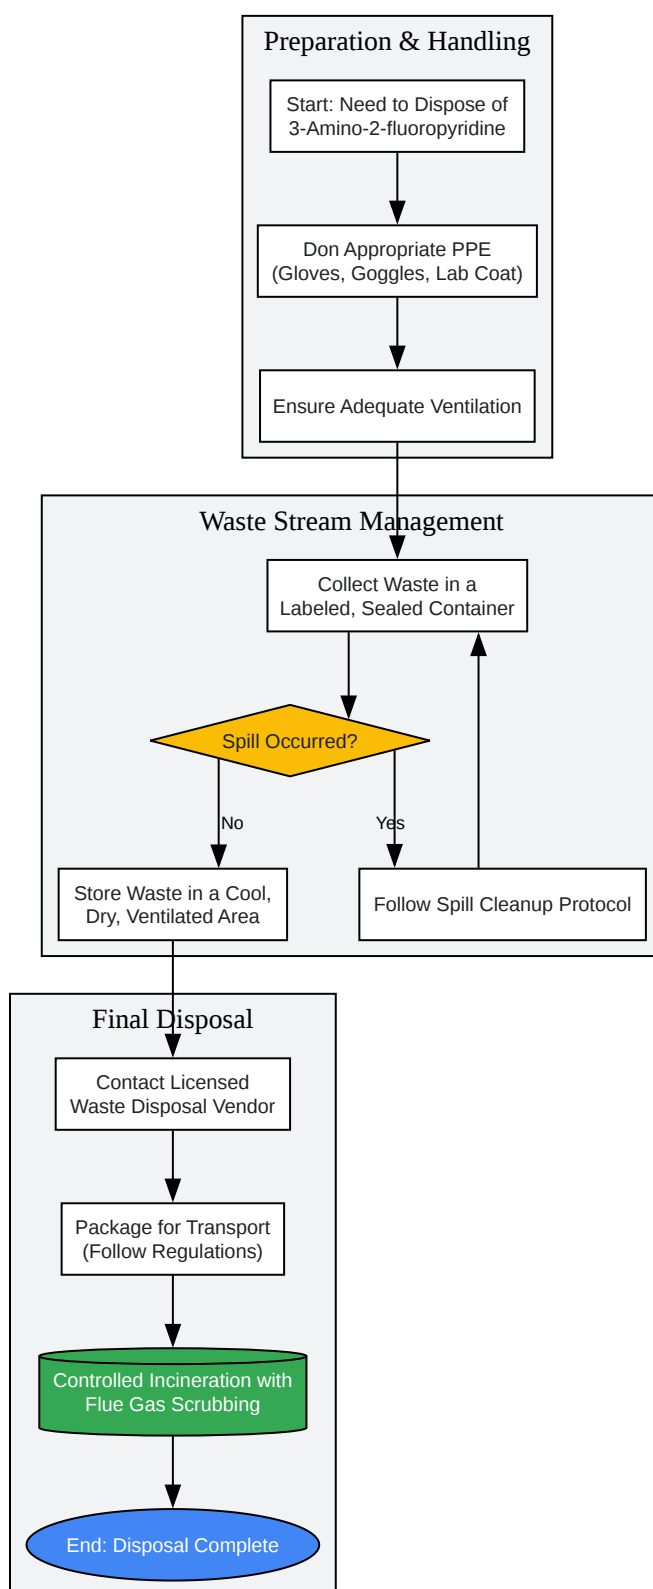 Preparation & Handling
Start: Need to Dispose of
3-Amino-2-fluoropyridine
Don Appropriate PPE
(Gloves, Goggles, Lab Coat)
Ensure Adequate Ventilation
Waste Stream Management
Collect Waste in a
Labeled, Sealed Container
Spill Occurred?
No
Yes
Store Waste in a Cool,
Dry, Ventilated Area
Follow Spill Cleanup Protocol
Final Disposal
Contact Licensed
Waste Disposal Vendor
Package for Transport
(Follow Regulations)
Controlled Incineration with
Flue Gas Scrubbing
End: Disposal Complete